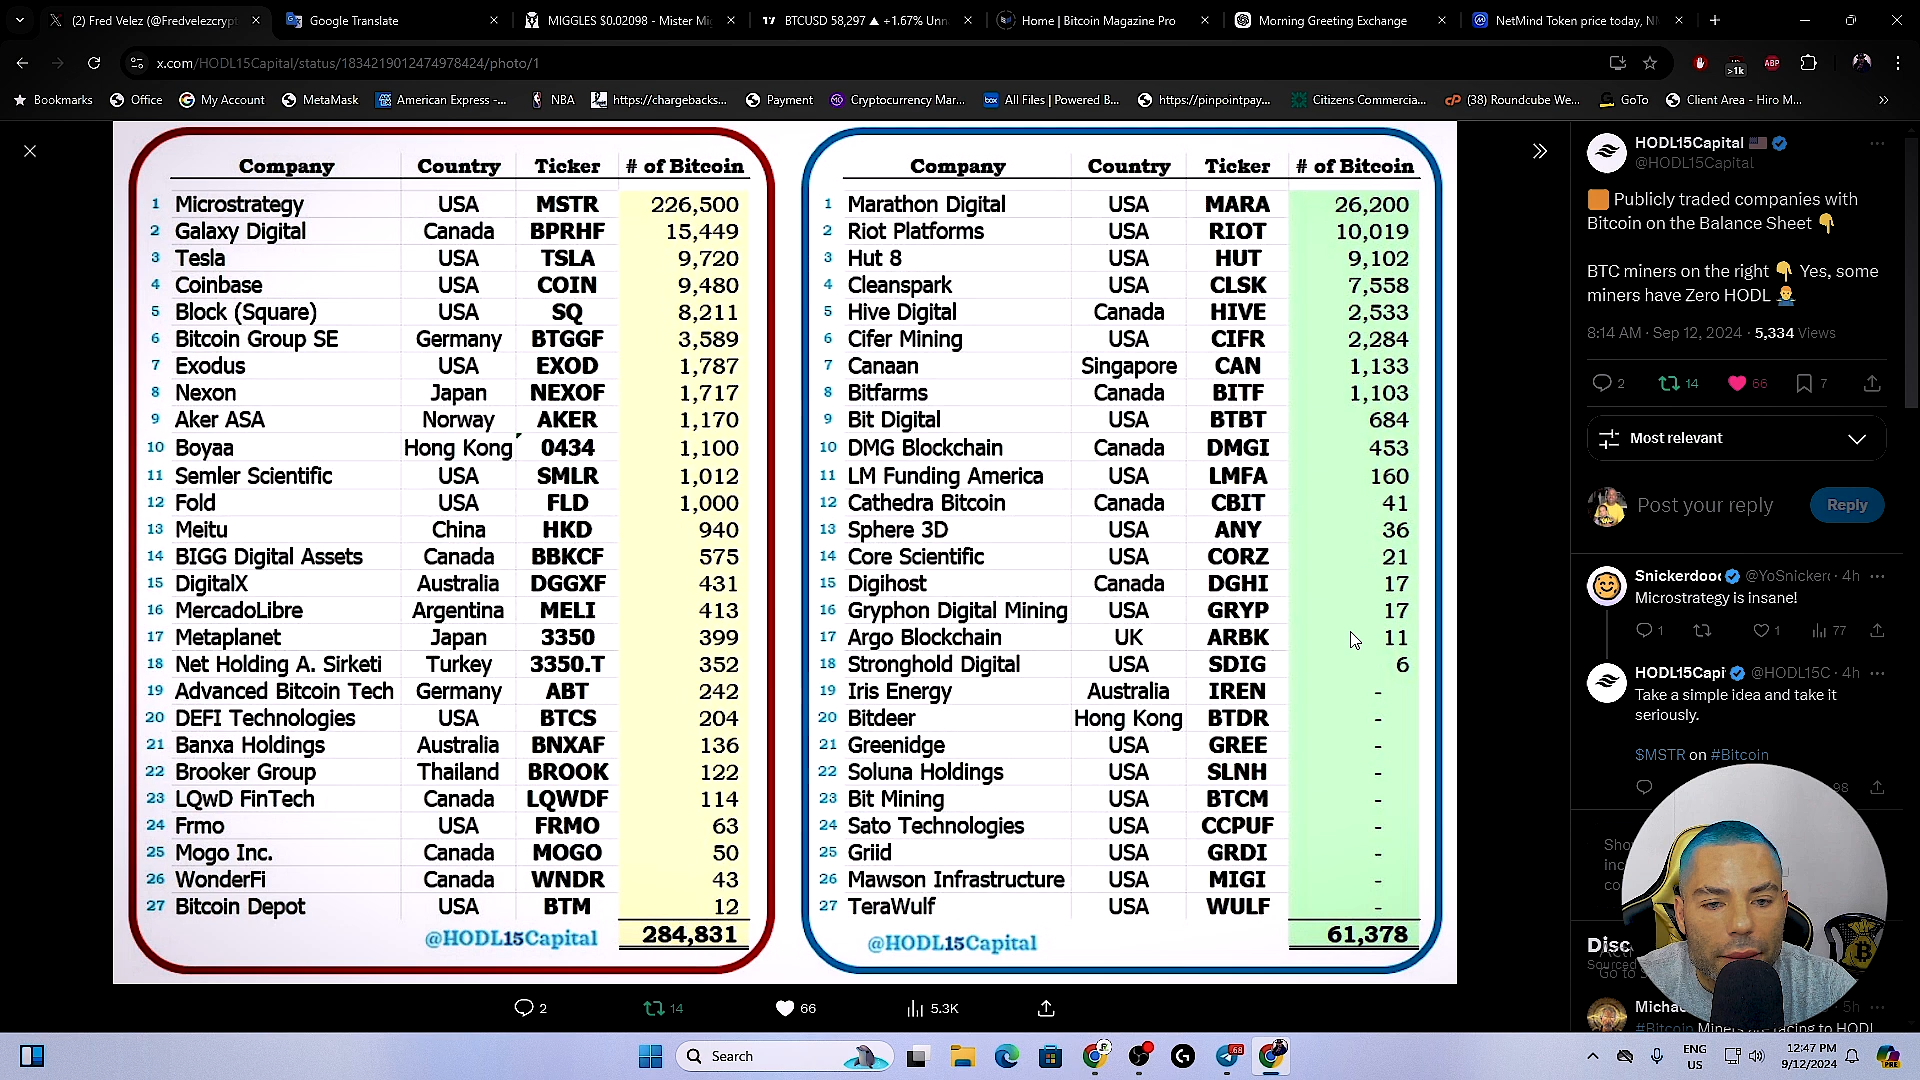 (2) Fred Velez (@Fredvelezcryp
Google Translate
MIGGLES $0.02098 - Mister Mi
BTCUSD 58,297 ▲ +1.67% Unn
Home | Bitcoin Magazine Pro
Morning Greeting Exchange
NetMind Token price today, N
x.com/HODL15Capital/status/1834219012474978424/photo/1
>1k
ABP
Bookmarks
Office
My Account
MetaMask
American Express -...
NBA
https://chargebacks...
Payment
Cryptocurrency Mar...
All Files | Powered B...
https://pinpointpay...
Citizens Commercia...
(38) Roundcube We...
GoTo
Client Area - Hiro M...
Company Country Ticker # of Bitcoin
1 Microstrategy USA MSTR 226,500
2 Galaxy Digital Canada BPRHF 15,449
3 Tesla USA TSLA 9,720
4 Coinbase USA COIN 9,480
5 Block (Square) USA SQ 8,211
6 Bitcoin Group SE Germany BTGGF 3,589
7 Exodus USA EXOD 1,787
8 Nexon Japan NEXOF 1,717
9 Aker ASA Norway AKER 1,170
10 Boyaa Hong Kong 0434 1,100
11 Semler Scientific USA SMLR 1,012
12 Fold USA FLD 1,000
13 Meitu China HKD 940
14 BIGG Digital Assets Canada BBKCF 575
15 DigitalX Australia DGGXF 431
16 MercadoLibre Argentina MELI 413
17 Metaplanet Japan 3350 399
18 Net Holding A. Sirketi Turkey 3350.T 352
19 Advanced Bitcoin Tech Germany ABT 242
20 DEFI Technologies USA BTCS 204
21 Banxa Holdings Australia BNXAF 136
22 Brooker Group Thailand BROOK 122
23 LQwD FinTech Canada LQWDF 114
24 Frmo USA FRMO 63
25 Mogo Inc. Canada MOGO 50
26 WonderFi Canada WNDR 43
27 Bitcoin Depot USA BTM 12
@HODL15Capital 284,831
Company Country Ticker # of Bitcoin
1 Marathon Digital USA MARA 26,200
2 Riot Platforms USA RIOT 10,019
3 Hut 8 USA HUT 9,102
4 Cleanspark USA CLSK 7,558
5 Hive Digital Canada HIVE 2,533
6 Cifer Mining USA CIFR 2,284
7 Canaan Singapore CAN 1,133
8 Bitfarms Canada BITF 1,103
9 Bit Digital USA BTBT 684
10 DMG Blockchain Canada DMGI 453
11 LM Funding America USA LMFA 160
12 Cathedra Bitcoin Canada CBIT 41
13 Sphere 3D USA ANY 36
14 Core Scientific USA CORZ 21
15 Digihost Canada DGHI 17
16 Gryphon Digital Mining USA GRYP 17
17 Argo Blockchain UK ARBK 11
18 Stronghold Digital USA SDIG 6
19 Iris Energy Australia IREN -
20 Bitdeer Hong Kong BTDR -
21 Greenidge USA GREE -
22 Soluna Holdings USA SLNH -
23 Bit Mining USA BTCM -
24 Sato Technologies USA CCPUF -
25 Griid USA GRDI -
26 Mawson Infrastructure USA MIGI -
27 TeraWulf USA WULF -
@HODL15Capital 61,378
2 14 66 5.3K
HODL15Capital
@HODL15Capital
Publicly traded companies with
Bitcoin on the Balance Sheet
BTC miners on the right Yes, some
miners have Zero HODL
8:14 AM · Sep 12, 2024 · 5,334 Views
2 14 66 7
Most relevant
Post your reply
Reply
Snickerdoo @YoSnicker · 4h
Microstrategy is insane!
1 1 77
HODL15Capi @HODL15C · 4h
Take a simple idea and take it
seriously.
$MSTR on #Bitcoin
98
Disc
Sourced
Go to
Michae 5h
#Bitcoin Miners are racing to HODL
Search
68
ENG
US
12:47 PM
9/12/2024
PRE